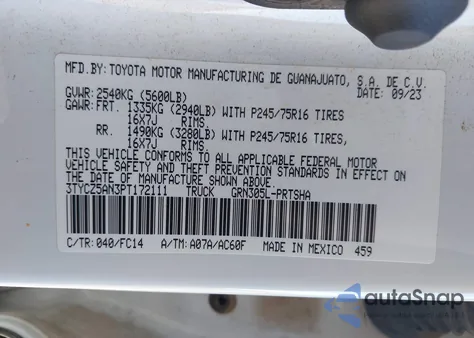 MFD.BY: TOYOTA MOTOR MANUFACTURING DE GUANAJUATO, S.A. DE C.V.
GVWR: 2540KG (5600LB) DATE: 09/23
GAWR: FRT. 1335KG (2940LB) WITH P245/75R16 TIRES
16X7J RIMS.
RR. 1490KG (3280LB) WITH P245/75R16 TIRES,
16X7J RIMS,
THIS VEHICLE CONFORMS TO ALL APPLICABLE FEDERAL MOTOR
VEHICLE SAFETY AND THEFT PREVENTION STANDARDS IN EFFECT ON
THE DATE OF MANUFACTURE SHOWN ABOVE.
3TYCZ5AN3PT172111 TRUCK GRN305L-PRTSHA
C/TR: 040/FC14 A/TM: A07A/AC60F MADE IN MEXICO 459
autoSnap